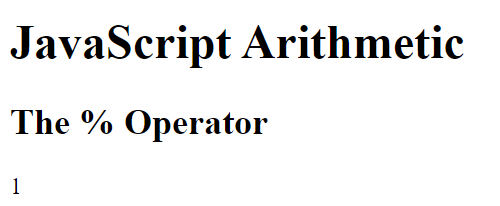 JavaScript Arithmetic
The % Operator
1